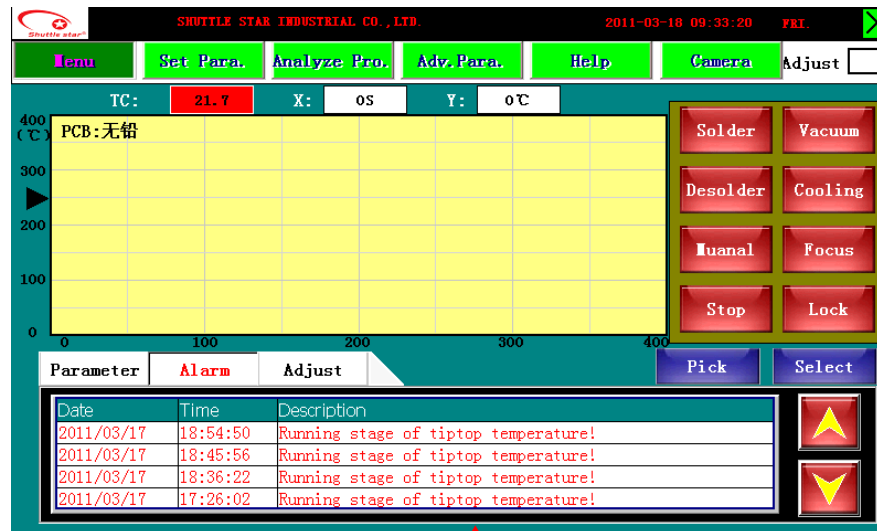 Shuttle star®
SHUTTLE STAR INDUSTRIAL CO.,LTD. 2011-03-18 09:33:20 FRI.
Menu Set Para. Analyze Pro. Adv.Para. Help Camera Adjust
TC: 21.7 X: 0S Y: 0℃
400
(℃)
PCB:无铅
300
200
100
0
0 100 200 300 400
Solder Vacuum
Desolder Cooling
Muanal Focus
Stop Lock
Pick Select
Parameter Alarm Adjust
Date Time Description
2011/03/17 18:54:50 Running stage of tiptop temperature!
2011/03/17 18:45:56 Running stage of tiptop temperature!
2011/03/17 18:36:22 Running stage of tiptop temperature!
2011/03/17 17:26:02 Running stage of tiptop temperature!